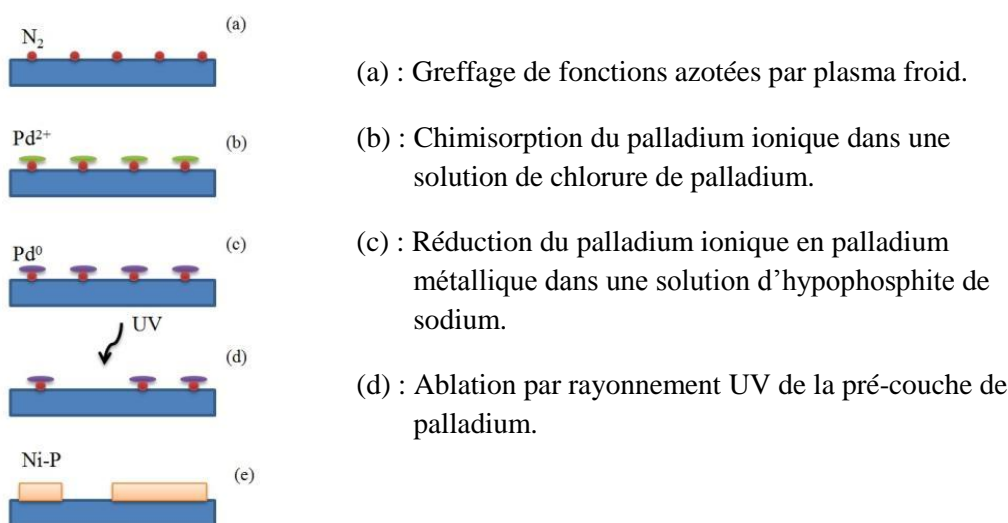 N₂
(a)
Pd²⁺
(b)
Pd⁰
(c)
UV
(d)
Ni-P
(e)
(a) : Greffage de fonctions azotées par plasma froid.
(b) : Chimisorption du palladium ionique dans une
solution de chlorure de palladium.
(c) : Réduction du palladium ionique en palladium
métallique dans une solution d’hypophosphite de
sodium.
(d) : Ablation par rayonnement UV de la pré-couche de
palladium.